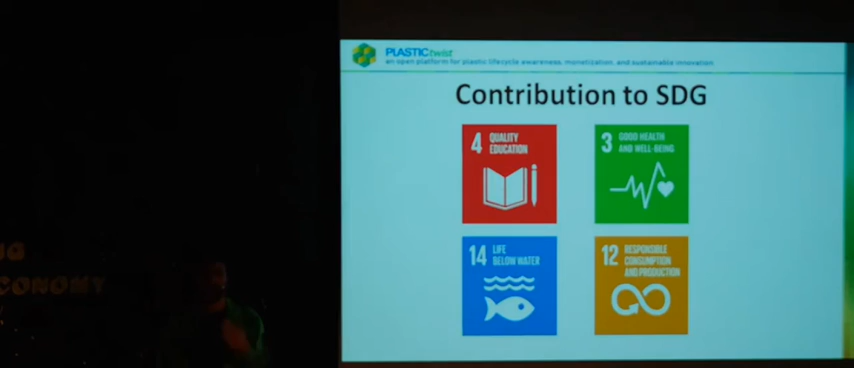 PLASTICtwist
an open platform for plastic lifecycle awareness, monetization, and sustainable innovation
Contribution to SDG
4 QUALITY
EDUCATION
3 GOOD HEALTH
AND WELL-BEING
14 LIFE
BELOW WATER
12 RESPONSIBLE
CONSUMPTION
AND PRODUCTION
CONOMY